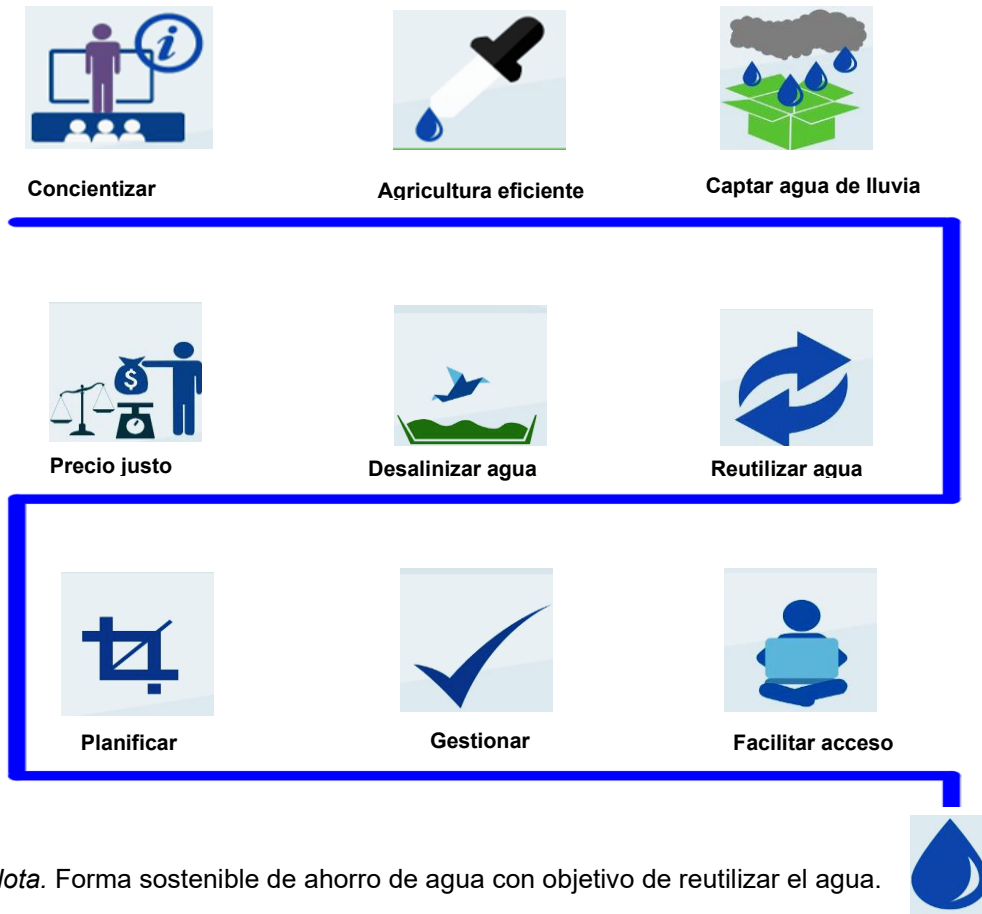 Concientizar
Agricultura eficiente
Captar agua de lluvia
$
Precio justo
Desalinizar agua
Reutilizar agua
Planificar
Gestionar
Facilitar acceso
Nota. Forma sostenible de ahorro de agua con objetivo de reutilizar el agua.